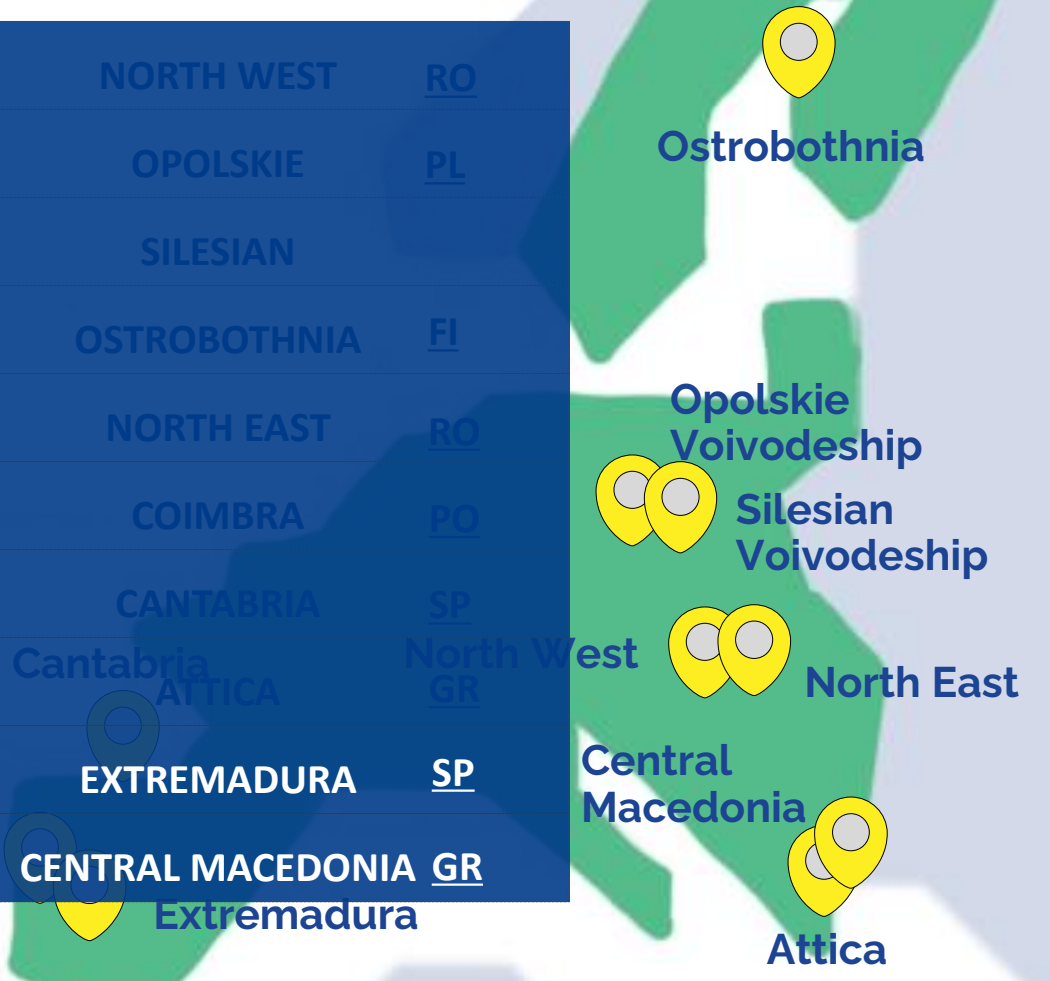 NORTH WEST RO
OPOLSKIE PL
SILESIAN
OSTROBOTHNIA FI
NORTH EAST RO
COIMBRA PO
CANTABRIA SP
ATTICA GR
EXTREMADURA SP
CENTRAL MACEDONIA GR
Ostrobothnia
Opolskie
Voivodeship
Silesian
Voivodeship
Cantabria
North West
North East
Central
Macedonia
Extremadura
Attica